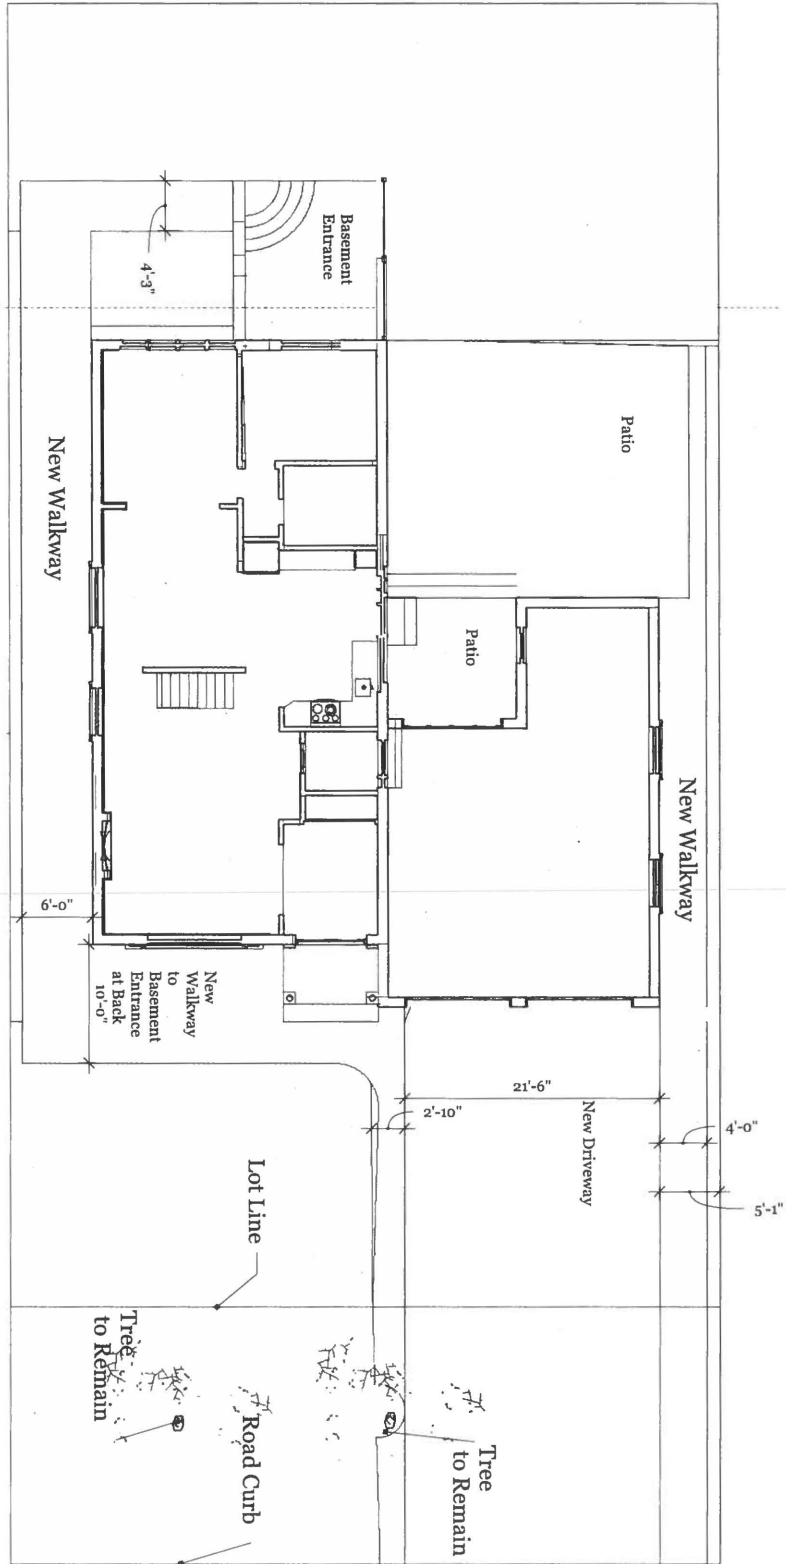 Basement
Entrance
4'-3"
Patio
New Walkway
Patio
New Walkway
6'-0"
New
Walkway
to
Basement
Entrance
at Back
10'-0"
21'-6"
2'-10"
New Driveway
4'-0"
5'-1"
Lot Line
Tree
to Remain
Road Curb
Tree
to Remain